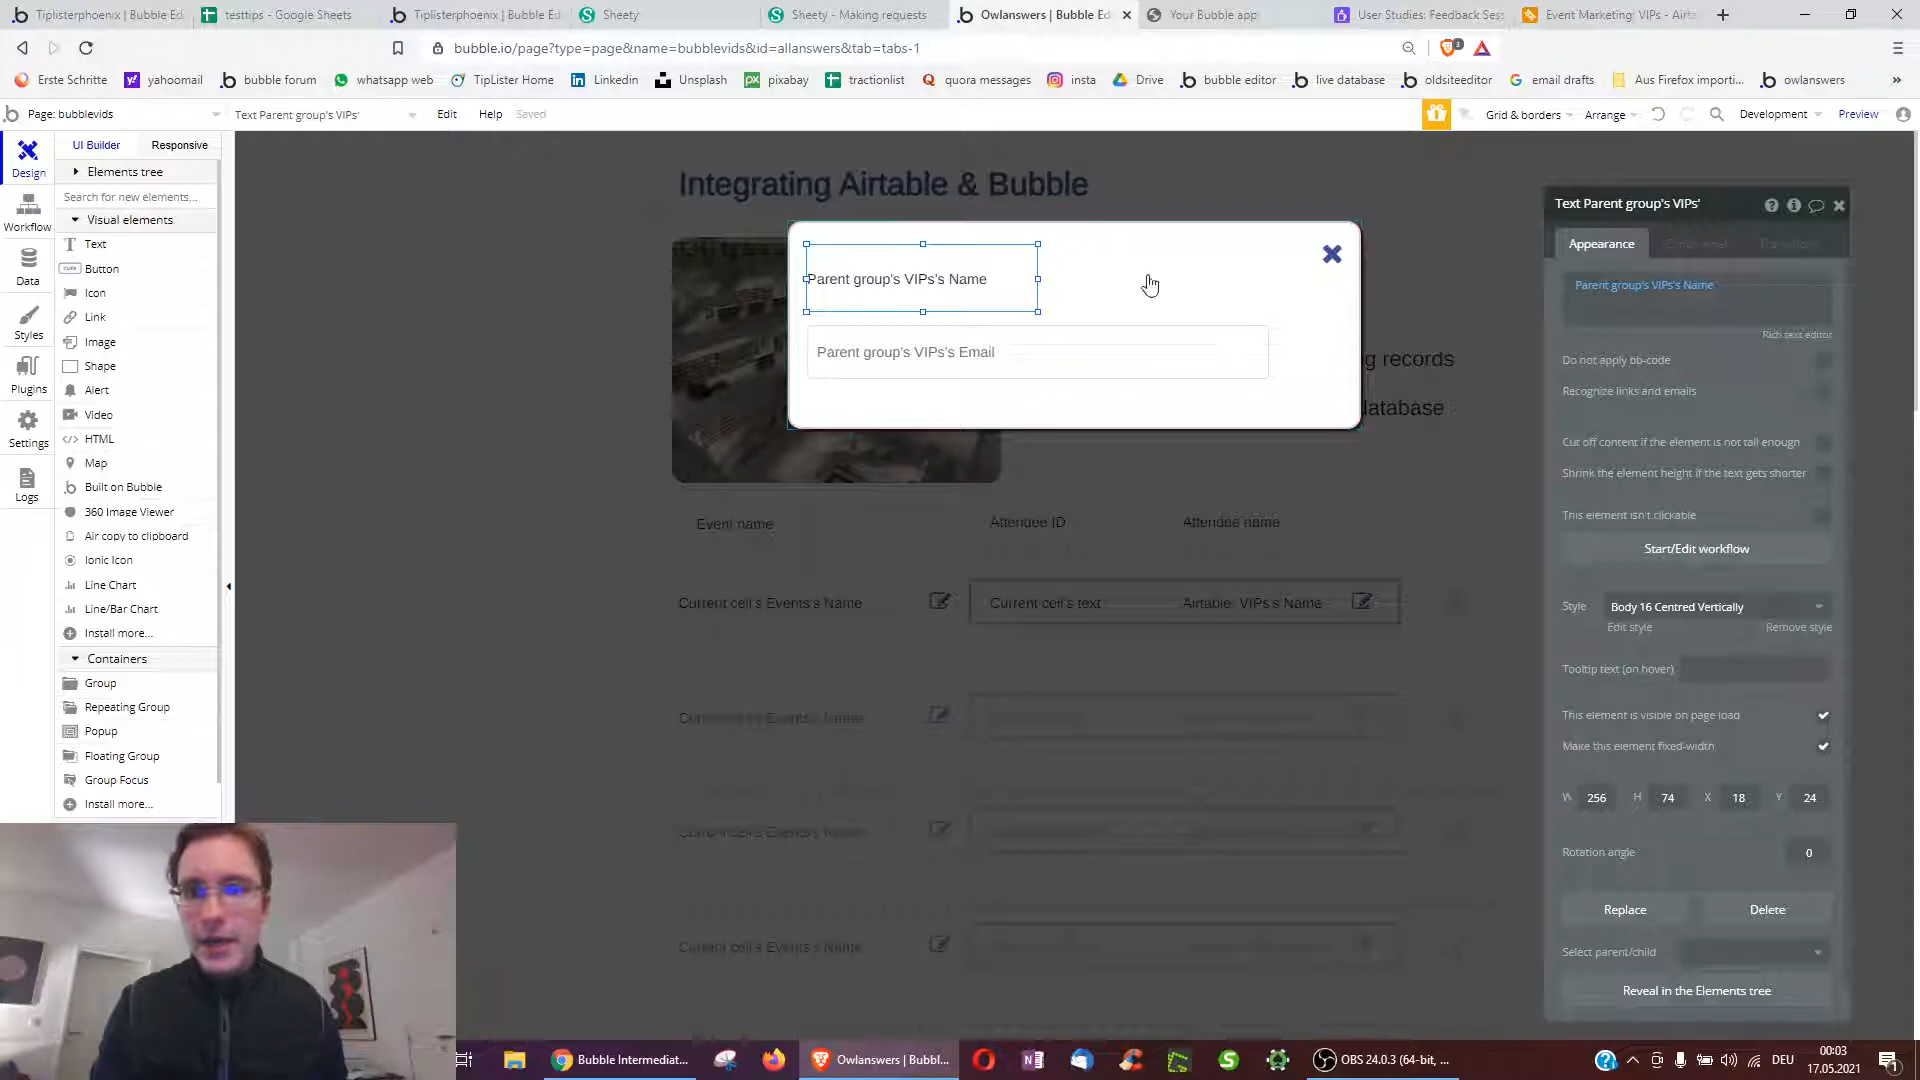 Tiplisterphoenix | Bubble Ed
testtips - Google Sheets
Tiplisterphoenix | Bubble Ed
Sheety
Sheety - Making requests
Owlanswers | Bubble Ed
Your Bubble app
User Studies: Feedback Sess
Event Marketing: VIPs - Airta
bubble.io/page?type=page&name=bubblevids&id=allanswers&tab=tabs-1
Erste Schritte
yahoomail
bubble forum
whatsapp web
TipLister Home
Linkedin
Unsplash
pixabay
tractionlist
quora messages
insta
Drive
bubble editor
live database
oldsiteeditor
email drafts
Aus Firefox importi...
owlanswers
Page: bubblevids
Text Parent group's VIPs'
Edit
Help
Saved
Grid & borders
Arrange
Development
Preview
Design
Workflow
Data
Styles
Plugins
Settings
Logs
UI Builder
Responsive
Elements tree
Search for new elements...
Visual elements
Text
Button
Icon
Link
Image
Shape
Alert
Video
HTML
Map
Built on Bubble
360 Image Viewer
Air copy to clipboard
Ionic Icon
Line Chart
Line/Bar Chart
Install more...
Containers
Group
Repeating Group
Popup
Floating Group
Group Focus
Install more...
Integrating Airtable & Bubble
Parent group's VIPs's Name
Parent group's VIPs's Email
g records
database
Event name
Attendee ID
Attendee name
Current cell's Events's Name
Current cell's text
Airtable: VIPs's Name
Current cell's Events's Name
Current cell's Events's Name
Current cell's Events's Name
Text Parent group's VIPs'
Appearance
Conditional
Transitions
Parent group's VIPs's Name
Rich text editor
Do not apply bb-code
Recognize links and emails
Cut off content if the element is not tall enough
Shrink the element height if the text gets shorter
This element isn't clickable
Start/Edit workflow
Style
Body 16 Centred Vertically
Edit style
Remove style
Tooltip text (on hover)
This element is visible on page load
Make this element fixed-width
W 256 H 74 X 18 Y 24
Rotation angle
0
Replace
Delete
Select parent/child
Reveal in the Elements tree
Bubble Intermediat...
Owlanswers | Bubbl...
OBS 24.0.3 (64-bit, ...
DEU
00:03
17.05.2021